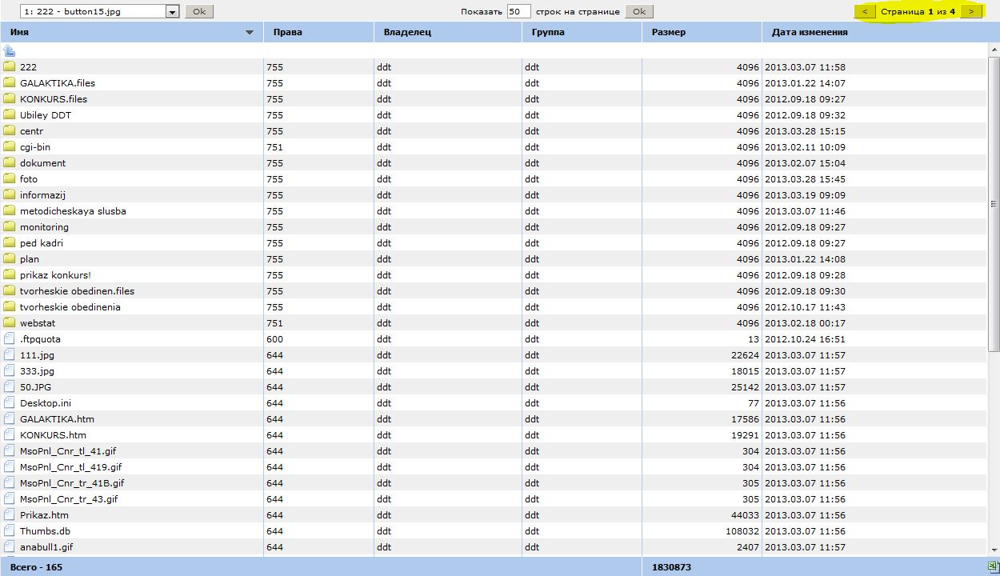 1: 222 - button15.jpg Ok Показать 50 строк на странице Ok < Страница 1 из 4 >
Имя Права Владелец Группа Размер Дата изменения
222 755 ddt ddt 4096 2013.03.07 11:58
GALAKTIKA.files 755 ddt ddt 4096 2013.01.22 14:07
KONKURS.files 755 ddt ddt 4096 2012.09.18 09:27
Ubiley DDT 755 ddt ddt 4096 2012.09.18 09:32
centr 755 ddt ddt 4096 2013.03.28 15:15
cgi-bin 751 ddt ddt 4096 2013.02.11 10:09
dokument 755 ddt ddt 4096 2013.02.07 15:04
foto 755 ddt ddt 4096 2013.03.28 15:45
informazij 755 ddt ddt 4096 2013.03.19 09:09
metodicheskaya slusba 755 ddt ddt 4096 2013.03.07 11:46
monitoring 755 ddt ddt 4096 2012.09.18 09:27
ped kadri 755 ddt ddt 4096 2012.09.18 09:27
plan 755 ddt ddt 4096 2013.01.22 14:08
prikaz konkurs! 755 ddt ddt 4096 2012.09.18 09:28
tvorheskie obedinen.files 755 ddt ddt 4096 2012.09.18 09:30
tvorheskie obedinenia 755 ddt ddt 4096 2012.10.17 11:43
webstat 751 ddt ddt 4096 2013.02.18 00:17
.ftpquota 600 ddt ddt 13 2012.10.24 16:51
111.jpg 644 ddt ddt 22624 2013.03.07 11:57
333.jpg 644 ddt ddt 18015 2013.03.07 11:57
50.JPG 644 ddt ddt 25142 2013.03.07 11:57
Desktop.ini 644 ddt ddt 77 2013.03.07 11:56
GALAKTIKA.htm 644 ddt ddt 17586 2013.03.07 11:56
KONKURS.htm 644 ddt ddt 19291 2013.03.07 11:56
MsoPnl_Cnr_tl_41.gif 644 ddt ddt 304 2013.03.07 11:56
MsoPnl_Cnr_tl_419.gif 644 ddt ddt 304 2013.03.07 11:56
MsoPnl_Cnr_tr_41B.gif 644 ddt ddt 305 2013.03.07 11:56
MsoPnl_Cnr_tr_43.gif 644 ddt ddt 305 2013.03.07 11:56
Prikaz.htm 644 ddt ddt 44033 2013.03.07 11:56
Thumbs.db 644 ddt ddt 108032 2013.03.07 11:56
anabull1.gif 644 ddt ddt 2407 2013.03.07 11:57
Всего - 165 1830873